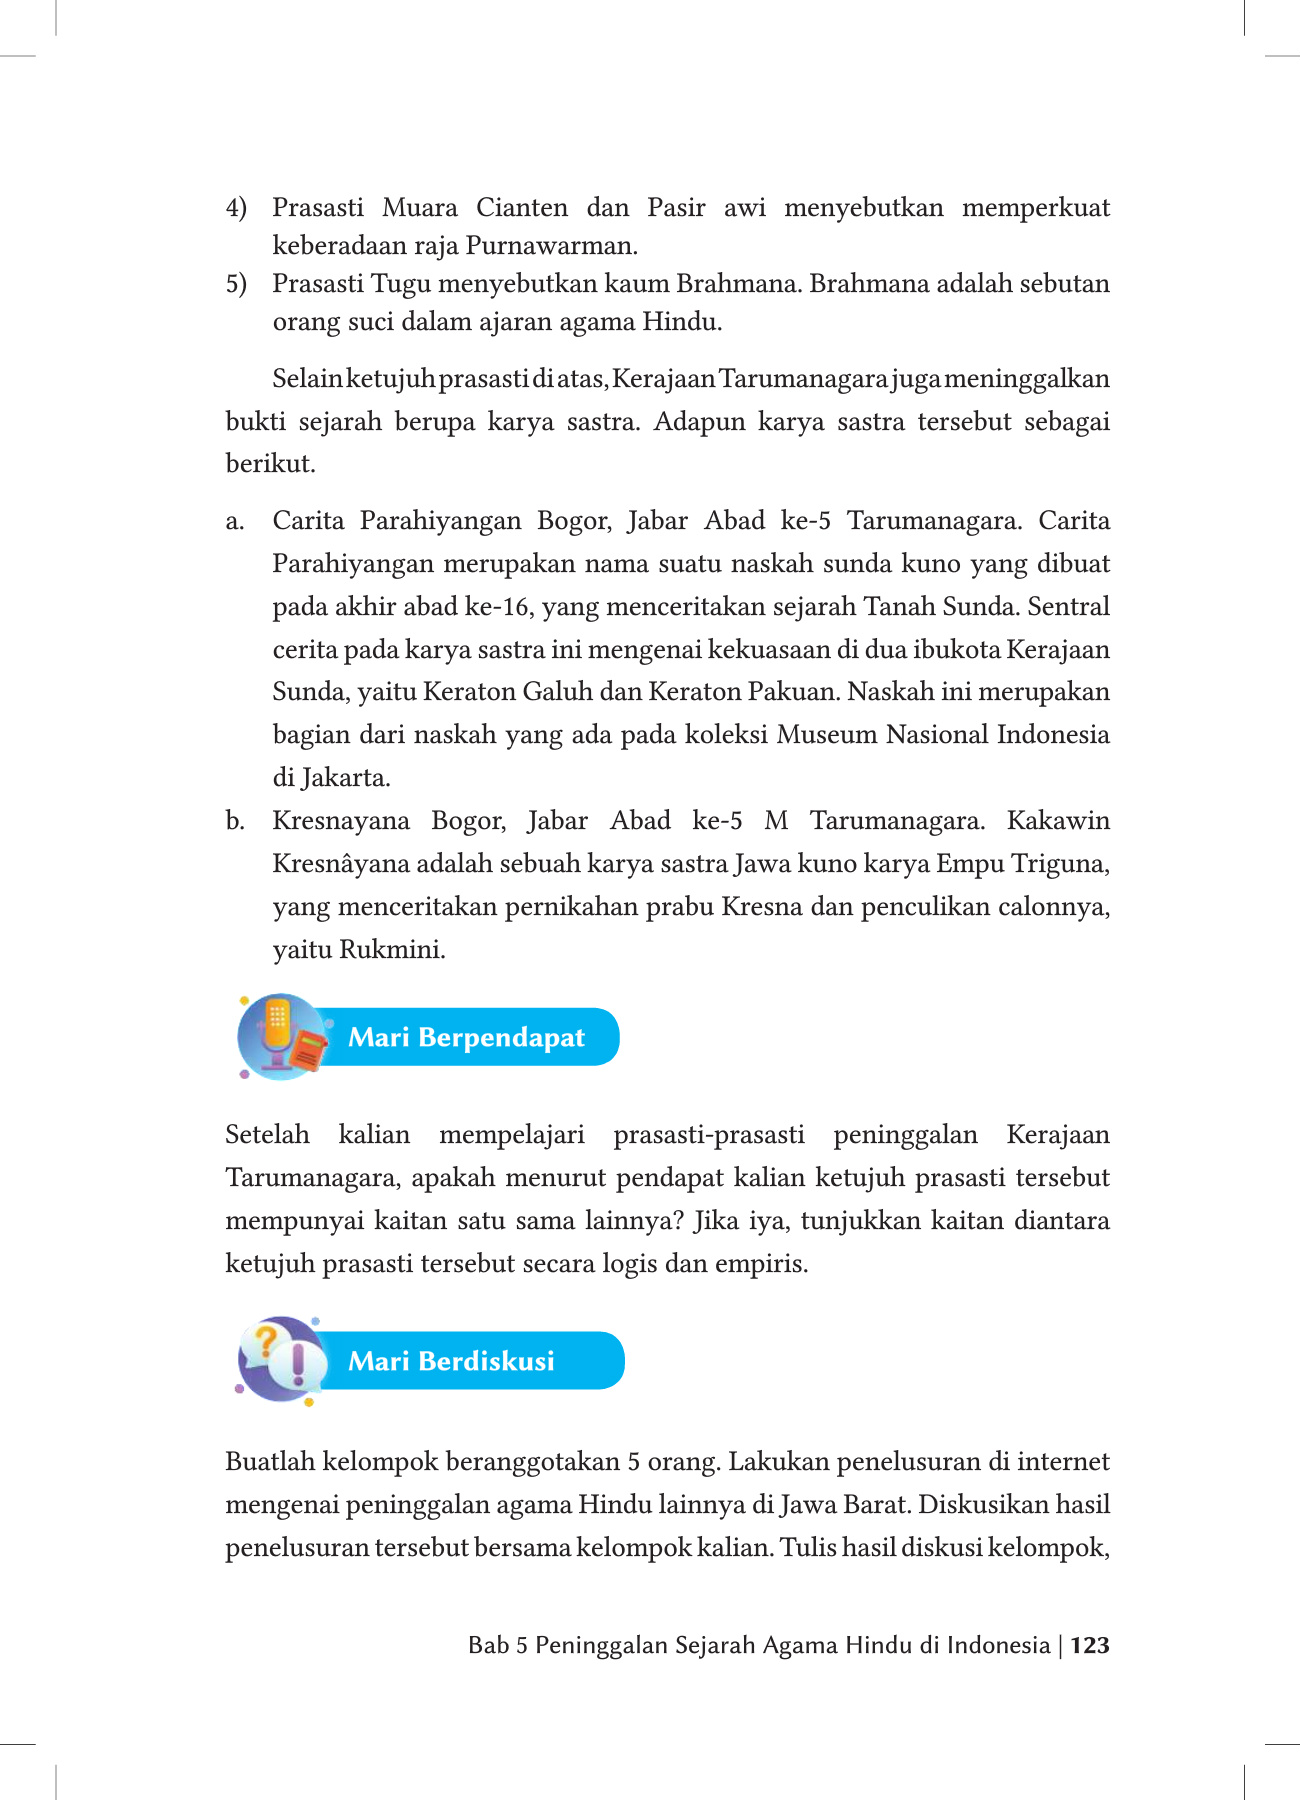 4) Prasasti Muara Cianten dan Pasir awi menyebutkan memperkuat
keberadaan raja Purnawarman.
5) Prasasti Tugu menyebutkan kaum Brahmana. Brahmana adalah sebutan
orang suci dalam ajaran agama Hindu.
Selain ketujuh prasasti di atas, Kerajaan Tarumanagara juga meninggalkan
bukti sejarah berupa karya sastra. Adapun karya sastra tersebut sebagai
berikut.
a. Carita Parahiyangan Bogor, Jabar Abad ke-5 Tarumanagara. Carita
Parahiyangan merupakan nama suatu naskah sunda kuno yang dibuat
pada akhir abad ke-16, yang menceritakan sejarah Tanah Sunda. Sentral
cerita pada karya sastra ini mengenai kekuasaan di dua ibukota Kerajaan
Sunda, yaitu Keraton Galuh dan Keraton Pakuan. Naskah ini merupakan
bagian dari naskah yang ada pada koleksi Museum Nasional Indonesia
di Jakarta.
b. Kresnayana Bogor, Jabar Abad ke-5 M Tarumanagara. Kakawin
Kresnâyana adalah sebuah karya sastra Jawa kuno karya Empu Triguna,
yang menceritakan pernikahan prabu Kresna dan penculikan calonnya,
yaitu Rukmini.
Mari Berpendapat
Setelah kalian mempelajari prasasti-prasasti peninggalan Kerajaan
Tarumanagara, apakah menurut pendapat kalian ketujuh prasasti tersebut
mempunyai kaitan satu sama lainnya? Jika iya, tunjukkan kaitan diantara
ketujuh prasasti tersebut secara logis dan empiris.
Mari Berdiskusi
Buatlah kelompok beranggotakan 5 orang. Lakukan penelusuran di internet
mengenai peninggalan agama Hindu lainnya di Jawa Barat. Diskusikan hasil
penelusuran tersebut bersama kelompok kalian. Tulis hasil diskusi kelompok,
Bab 5 Peninggalan Sejarah Agama Hindu di Indonesia | 123